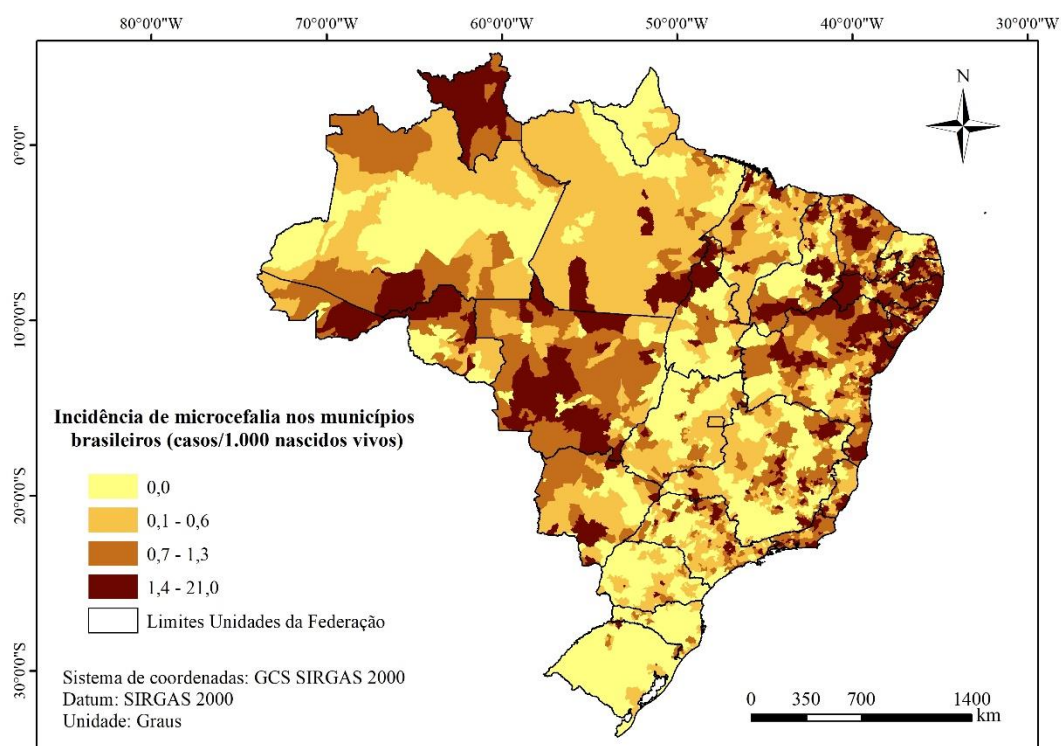 80°0'0"W 70°0'0"W 60°0'0"W 50°0'0"W 40°0'0"W 30°0'0"W
N
0°0'0"
10°0'0"S
20°0'0"S
30°0'0"S
Incidência de microcefalia nos municípios
brasileiros (casos/1.000 nascidos vivos)
0,0
0,1 - 0,6
0,7 - 1,3
1,4 - 21,0
Limites Unidades da Federação
Sistema de coordenadas: GCS SIRGAS 2000
Datum: SIRGAS 2000
Unidade: Graus
0 350 700 1400
km